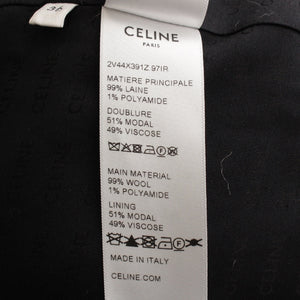 36
CELINE
PARIS
2V44X391Z.97IR
MATIERE PRINCIPALE
99% LAINE
1% POLYAMIDE
DOUBLURE
51% MODAL
49% VISCOSE
MAIN MATERIAL
99% WOOL
1% POLYAMIDE
LINING
51% MODAL
49% VISCOSE
MADE IN ITALY
CELINE.COM